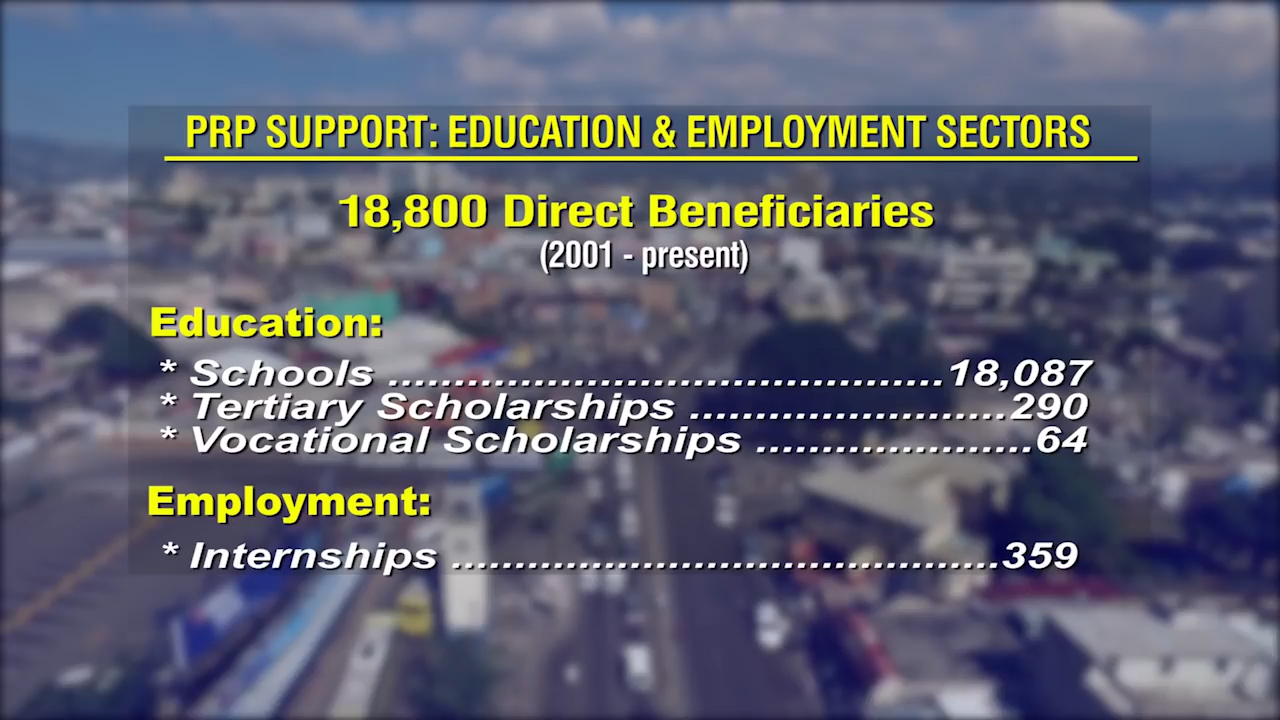 PRP SUPPORT: EDUCATION & EMPLOYMENT SECTORS
18,800 Direct Beneficiaries
(2001 - present)
Education:
* Schools ..........................................18,087
* Tertiary Scholarships ........................290
* Vocational Scholarships .....................64
Employment:
* Internships ..........................................359